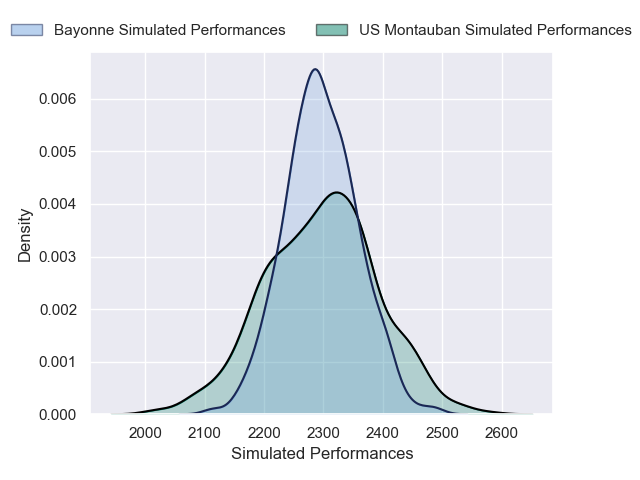 Bayonne Simulated Performances
US Montauban Simulated Performances
0.006
0.005
0.004
0.003
0.002
0.001
0.000
Density
2000 2100 2200 2300 2400 2500 2600
Simulated Performances